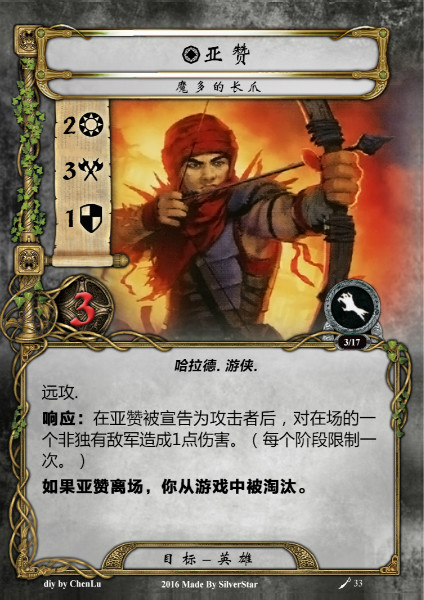 亚赞
魔多的长爪
2
3
1
3
3/17
哈拉德. 游侠.
远攻.
响应：在亚赞被宣告为攻击者后，对在场的一
个非独有敌军造成1点伤害。（每个阶段限制一
次。）
如果亚赞离场，你从游戏中被淘汰。
目标–英雄
diy by ChenLu 2016 Made By SilverStar 33